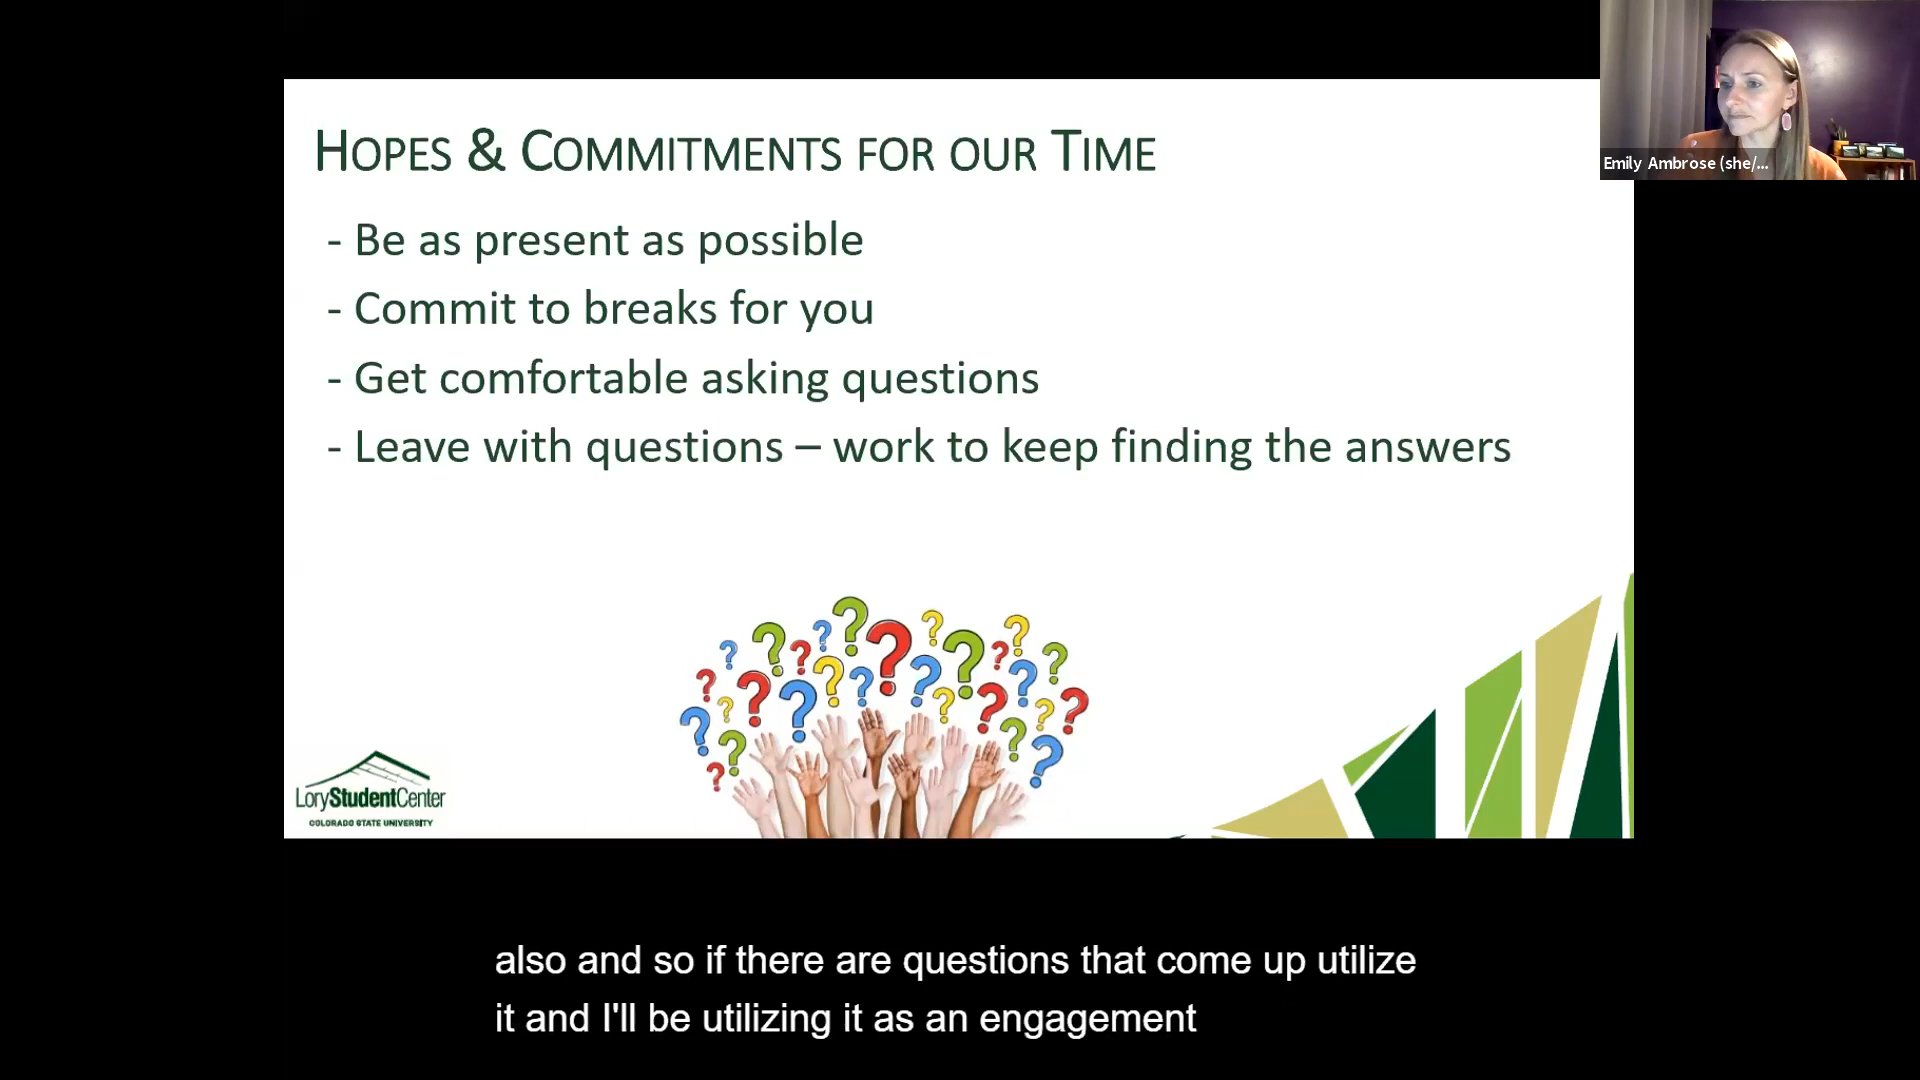 HOPES & COMMITMENTS FOR OUR TIME
- Be as present as possible
- Commit to breaks for you
- Get comfortable asking questions
- Leave with questions – work to keep finding the answers
Emily Ambrose (she/...
LoryStudentCenter
COLORADO STATE UNIVERSITY
also and so if there are questions that come up utilize
it and I'll be utilizing it as an engagement